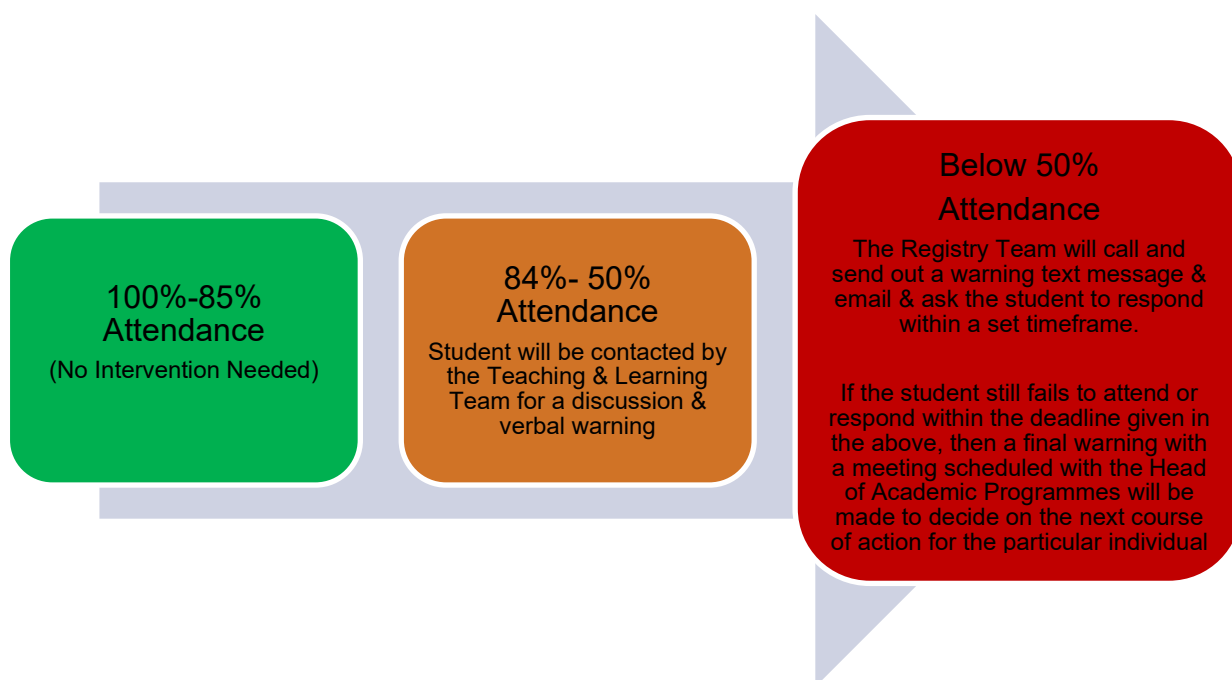 100%-85%
Attendance
(No Intervention Needed)
84%- 50%
Attendance
Student will be contacted by
the Teaching & Learning
Team for a discussion &
verbal warning
Below 50%
Attendance
The Registry Team will call and
send out a warning text message &
email & ask the student to respond
within a set timeframe.
If the student still fails to attend or
respond within the deadline given in
the above, then a final warning with
a meeting scheduled with the Head
of Academic Programmes will be
made to decide on the next course
of action for the particular individual